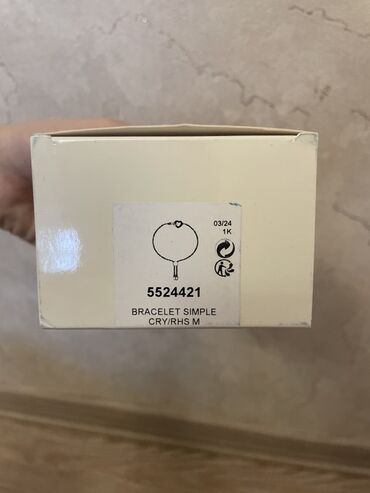 03/24
1K
5524421
BRACELET SIMPLE
CRY/RHS M